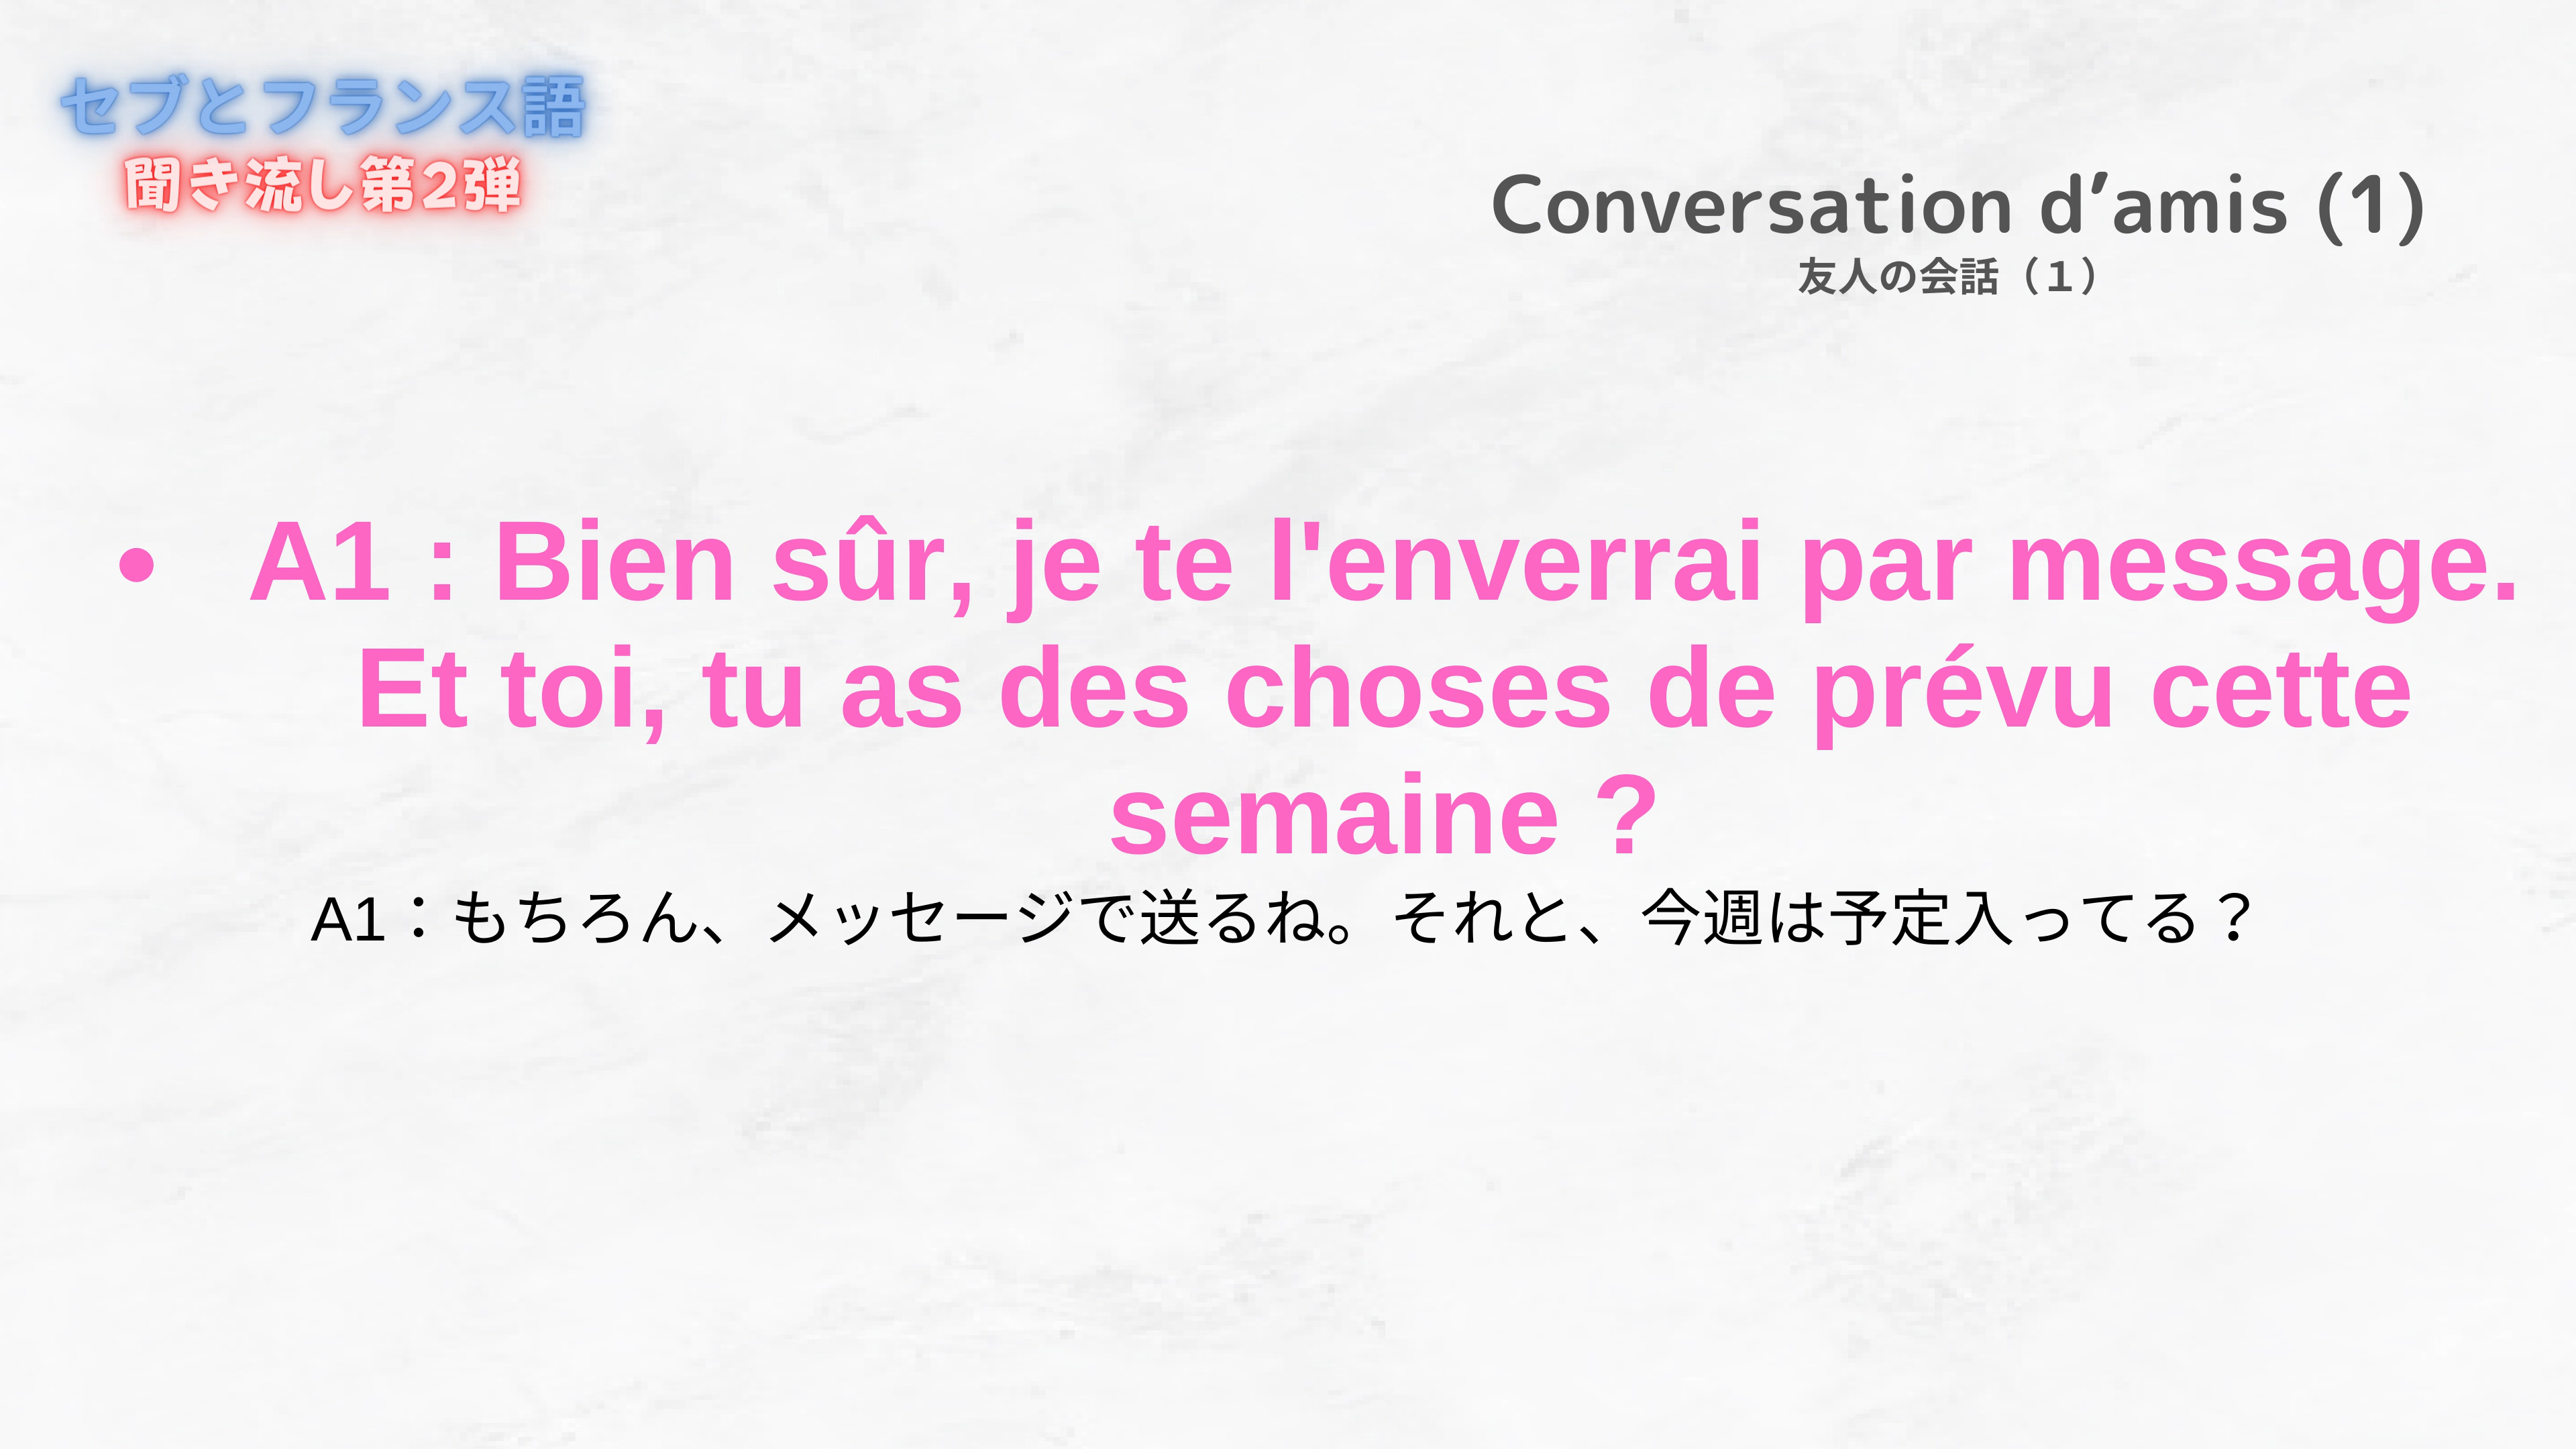 セブとフランス語
聞き流し第2弾
Conversation d’amis (1)
友人の会話（１）
• A1 : Bien sûr, je te l'enverrai par message.
Et toi, tu as des choses de prévu cette
semaine ?
A1：もちろん、メッセージで送るね。それと、今週は予定入ってる？